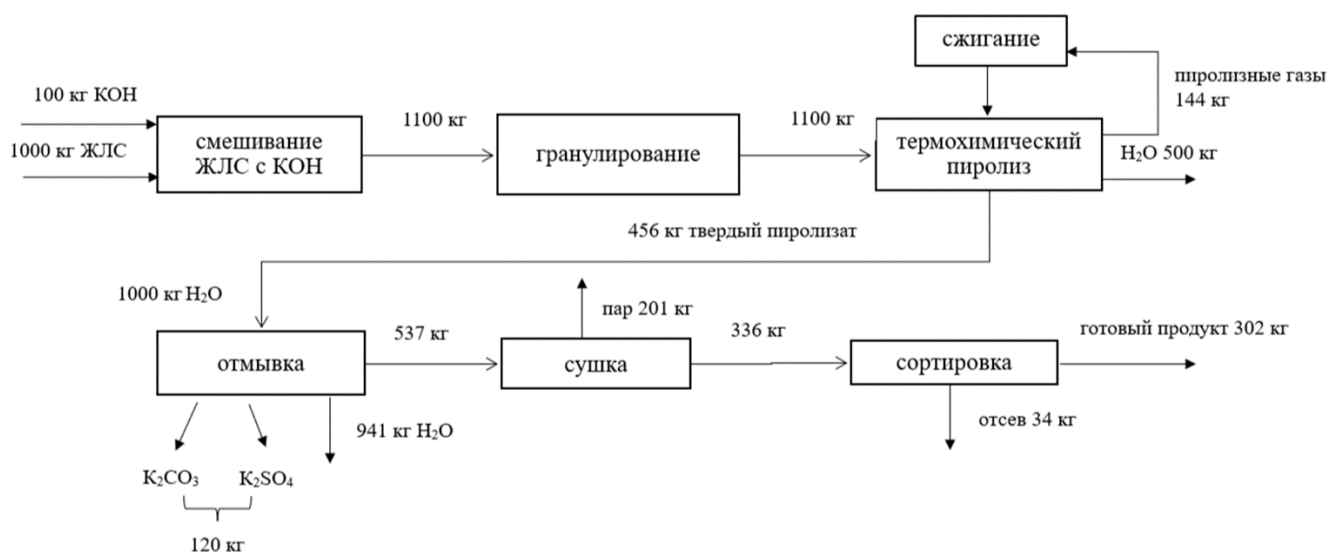 сжигание
пиролизные газы
144 кг
100 кг КОН
1000 кг ЖЛС
смешивание
ЖЛС с КОН
1100 кг
гранулирование
1100 кг
термохимический
пиролиз
H₂O 500 кг
456 кг твердый пиролизат
1000 кг H₂O
отмывка
537 кг
пар 201 кг
сушка
336 кг
сортировка
готовый продукт 302 кг
отсев 34 кг
941 кг H₂O
K₂CO₃
K₂SO₄
120 кг